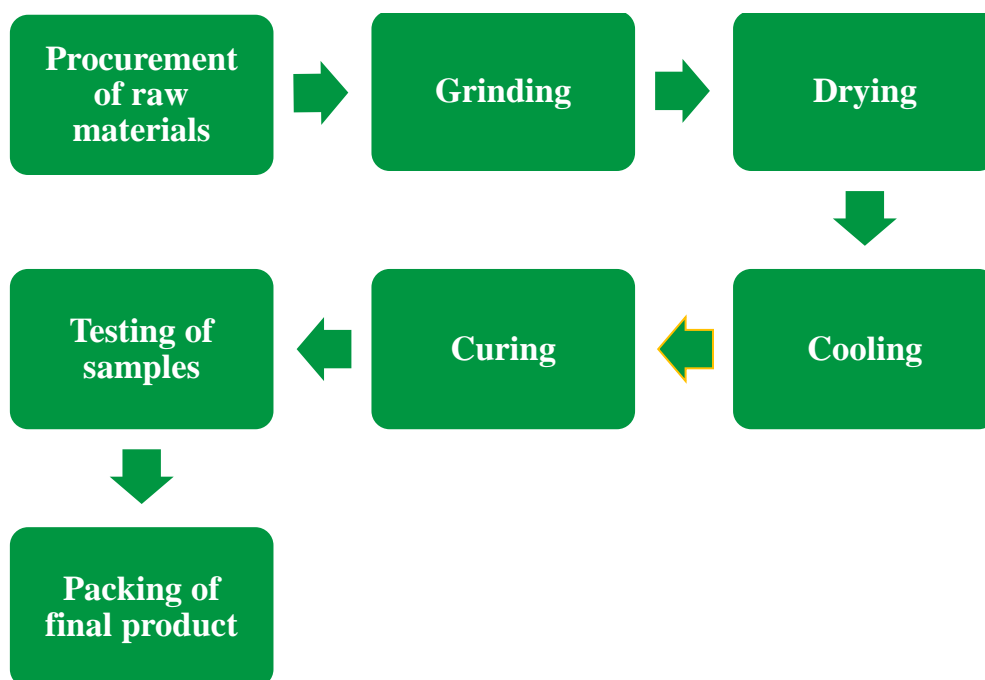 Procurement
of raw
materials
Grinding
Drying
Cooling
Curing
Testing of
samples
Packing of
final product